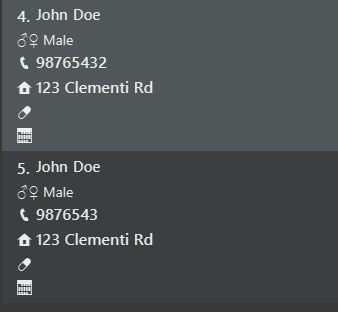 4. John Doe
Male
98765432
123 Clementi Rd
5. John Doe
Male
9876543
123 Clementi Rd